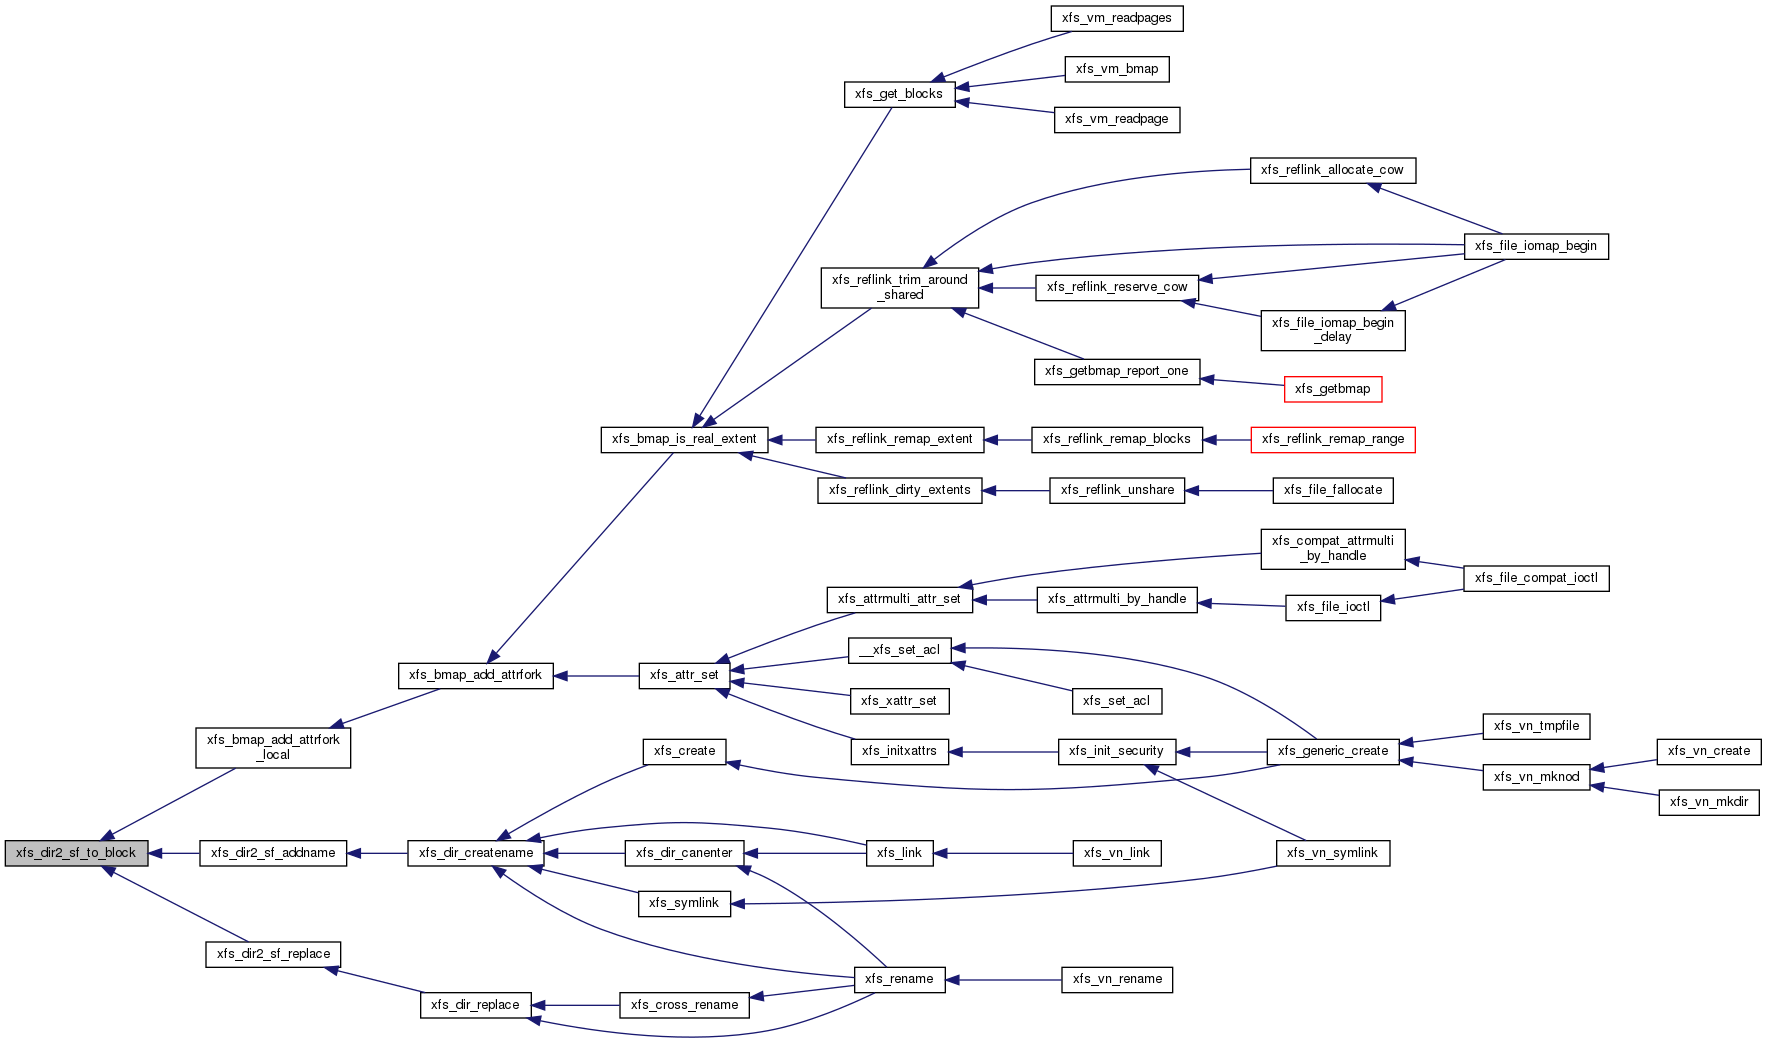 xfs_vm_readpages
xfs_vm_bmap
xfs_get_blocks
xfs_vm_readpage
xfs_reflink_allocate_cow
xfs_file_iomap_begin
xfs_reflink_trim_around
_shared
xfs_reflink_reserve_cow
xfs_file_iomap_begin
_delay
xfs_getbmap_report_one
xfs_getbmap
xfs_bmap_is_real_extent
xfs_reflink_remap_extent
xfs_reflink_remap_blocks
xfs_reflink_remap_range
xfs_reflink_dirty_extents
xfs_reflink_unshare
xfs_file_fallocate
xfs_compat_attrmulti
_by_handle
xfs_file_compat_ioctl
xfs_attrmulti_attr_set
xfs_attrmulti_by_handle
xfs_file_ioctl
__xfs_set_acl
xfs_bmap_add_attrfork
xfs_attr_set
xfs_xattr_set
xfs_set_acl
xfs_vn_tmpfile
xfs_bmap_add_attrfork
_local
xfs_create
xfs_initxattrs
xfs_init_security
xfs_generic_create
xfs_vn_create
xfs_vn_mknod
xfs_vn_mkdir
xfs_dir2_sf_to_block
xfs_dir2_sf_addname
xfs_dir_createname
xfs_dir_canenter
xfs_link
xfs_vn_link
xfs_vn_symlink
xfs_symlink
xfs_dir2_sf_replace
xfs_rename
xfs_vn_rename
xfs_dir_replace
xfs_cross_rename